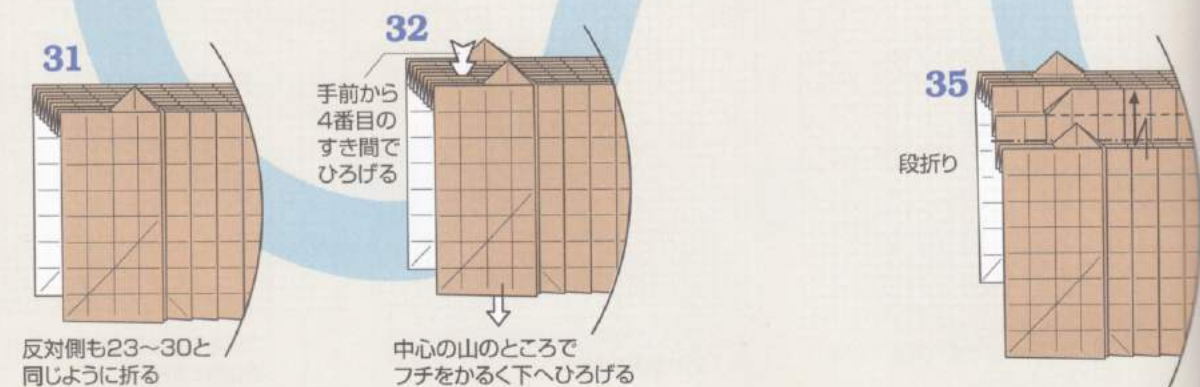 31
反対側も23〜30と
同じように折る
32
手前から
4番目の
すき間で
ひろげる
中心の山のところで
フチをかるく下へひろげる
35
段折り